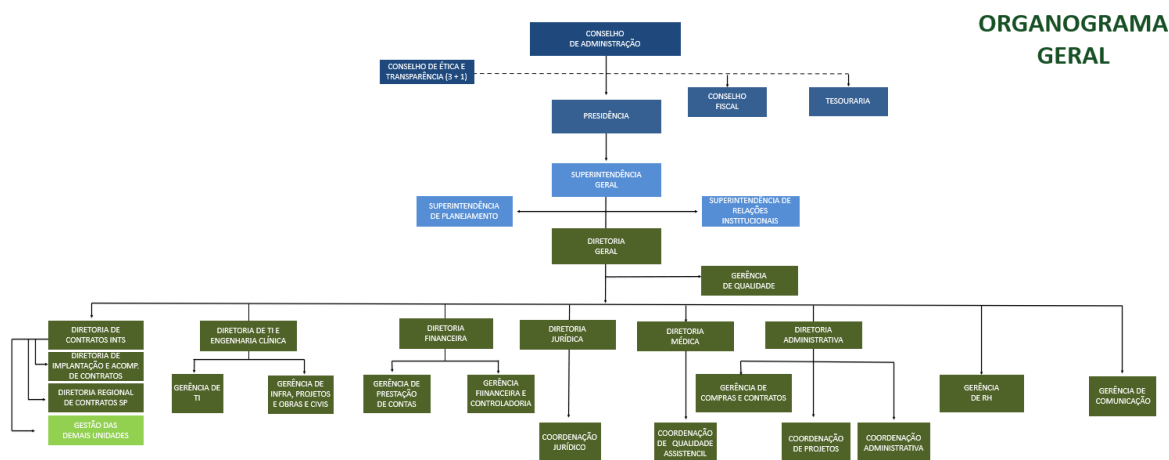 ORGANOGRAMA
GERAL
CONSELHO
DE ADMINISTRAÇÃO
CONSELHO DE ÉTICA E
TRANSPARÊNCIA (3 + 1)
CONSELHO
FISCAL
TESOURARIA
PRESIDÊNCIA
SUPERINTENDÊNCIA
GERAL
SUPERINTENDÊNCIA
DE PLANEJAMENTO
SUPERINTENDÊNCIA DE
RELAÇÕES
INSTITUCIONAIS
DIRETORIA
GERAL
GERÊNCIA
DE QUALIDADE
DIRETORIA DE
CONTRATOS INTS
DIRETORIA DE TI E
ENGENHARIA CLÍNICA
DIRETORIA
FINANCEIRA
DIRETORIA
JURÍDICA
DIRETORIA
MÉDICA
DIRETORIA
ADMINISTRATIVA
DIRETORIA DE
IMPLANTAÇÃO E ACOMP.
DE CONTRATOS
DIRETORIA REGIONAL
DE CONTRATOS SP
GESTÃO DAS
DEMAIS UNIDADES
GERÊNCIA DE
TI
GERÊNCIA DE
INFRA, PROJETOS
E OBRAS E CIVIS
GERÊNCIA DE
PRESTAÇÃO
DE CONTAS
GERÊNCIA
FIINANCEIRA E
CONTROLADORIA
GERÊNCIA DE
COMPRAS E CONTRATOS
GERÊNCIA
DE RH
GERÊNCIA DE
COMUNICAÇÃO
COORDENAÇÃO
JURÍDICO
COORDENAÇÃO
DE QUALIDADE
ASSISTENCIL
COORDENAÇÃO
DE PROJETOS
COORDENAÇÃO
ADMINISTRATIVA